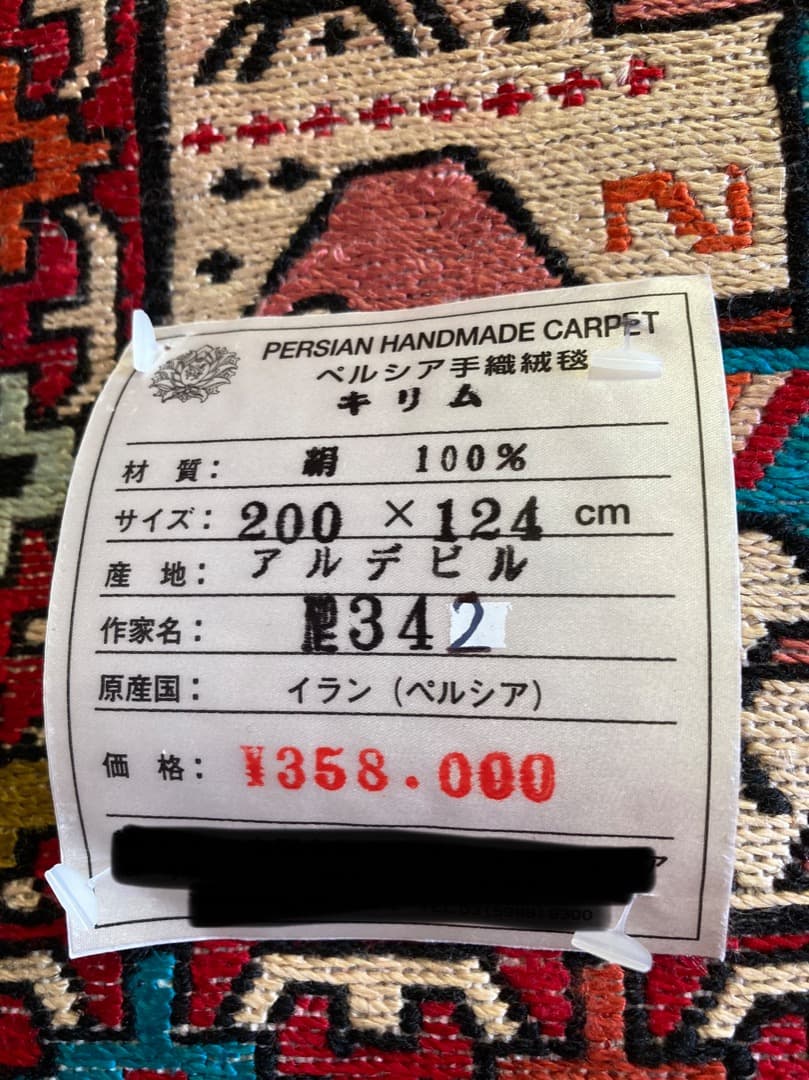 PERSIAN HANDMADE CARPET
ペルシア手織絨毯
キリム
材 質： 絹 100%
サイズ： 200 × 124 cm
産 地： アルデビル
作家名： 342
原産国： イラン（ペルシア）
価 格： ¥358.000